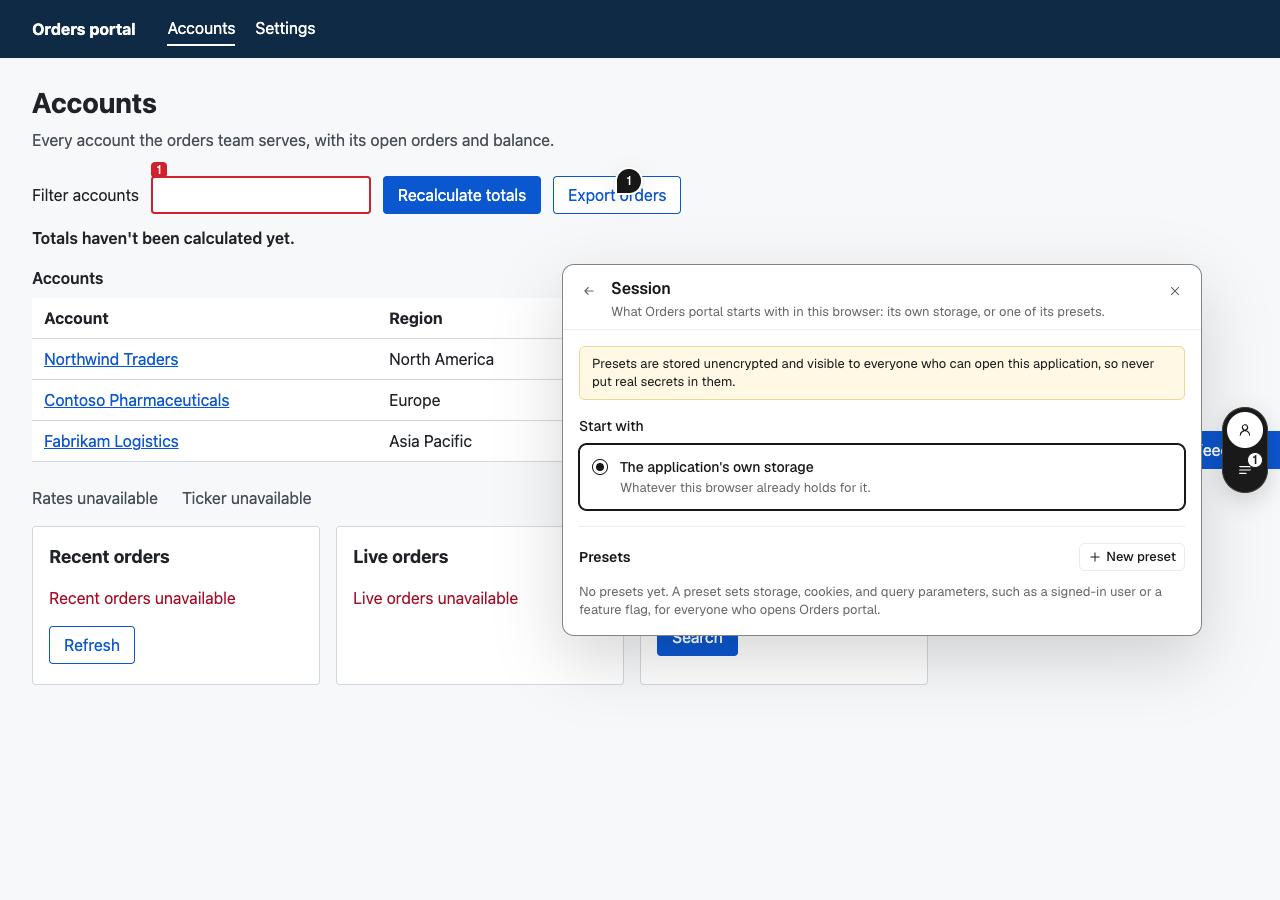 Orders portal
Accounts
Settings
Accounts
Every account the orders team serves, with its open orders and balance.
1
1
Filter accounts
Recalculate totals
Export orders
Totals haven't been calculated yet.
Accounts
Account
Region
Northwind Traders
North America
Contoso Pharmaceuticals
Europe
Fabrikam Logistics
Asia Pacific
Rates unavailable
Ticker unavailable
Recent orders
Recent orders unavailable
Refresh
Live orders
Live orders unavailable
Search
Session
What Orders portal starts with in this browser: its own storage, or one of its presets.
Presets are stored unencrypted and visible to everyone who can open this application, so never
put real secrets in them.
Start with
The application's own storage
Whatever this browser already holds for it.
Presets
New preset
No presets yet. A preset sets storage, cookies, and query parameters, such as a signed-in user or a
feature flag, for everyone who opens Orders portal.
1